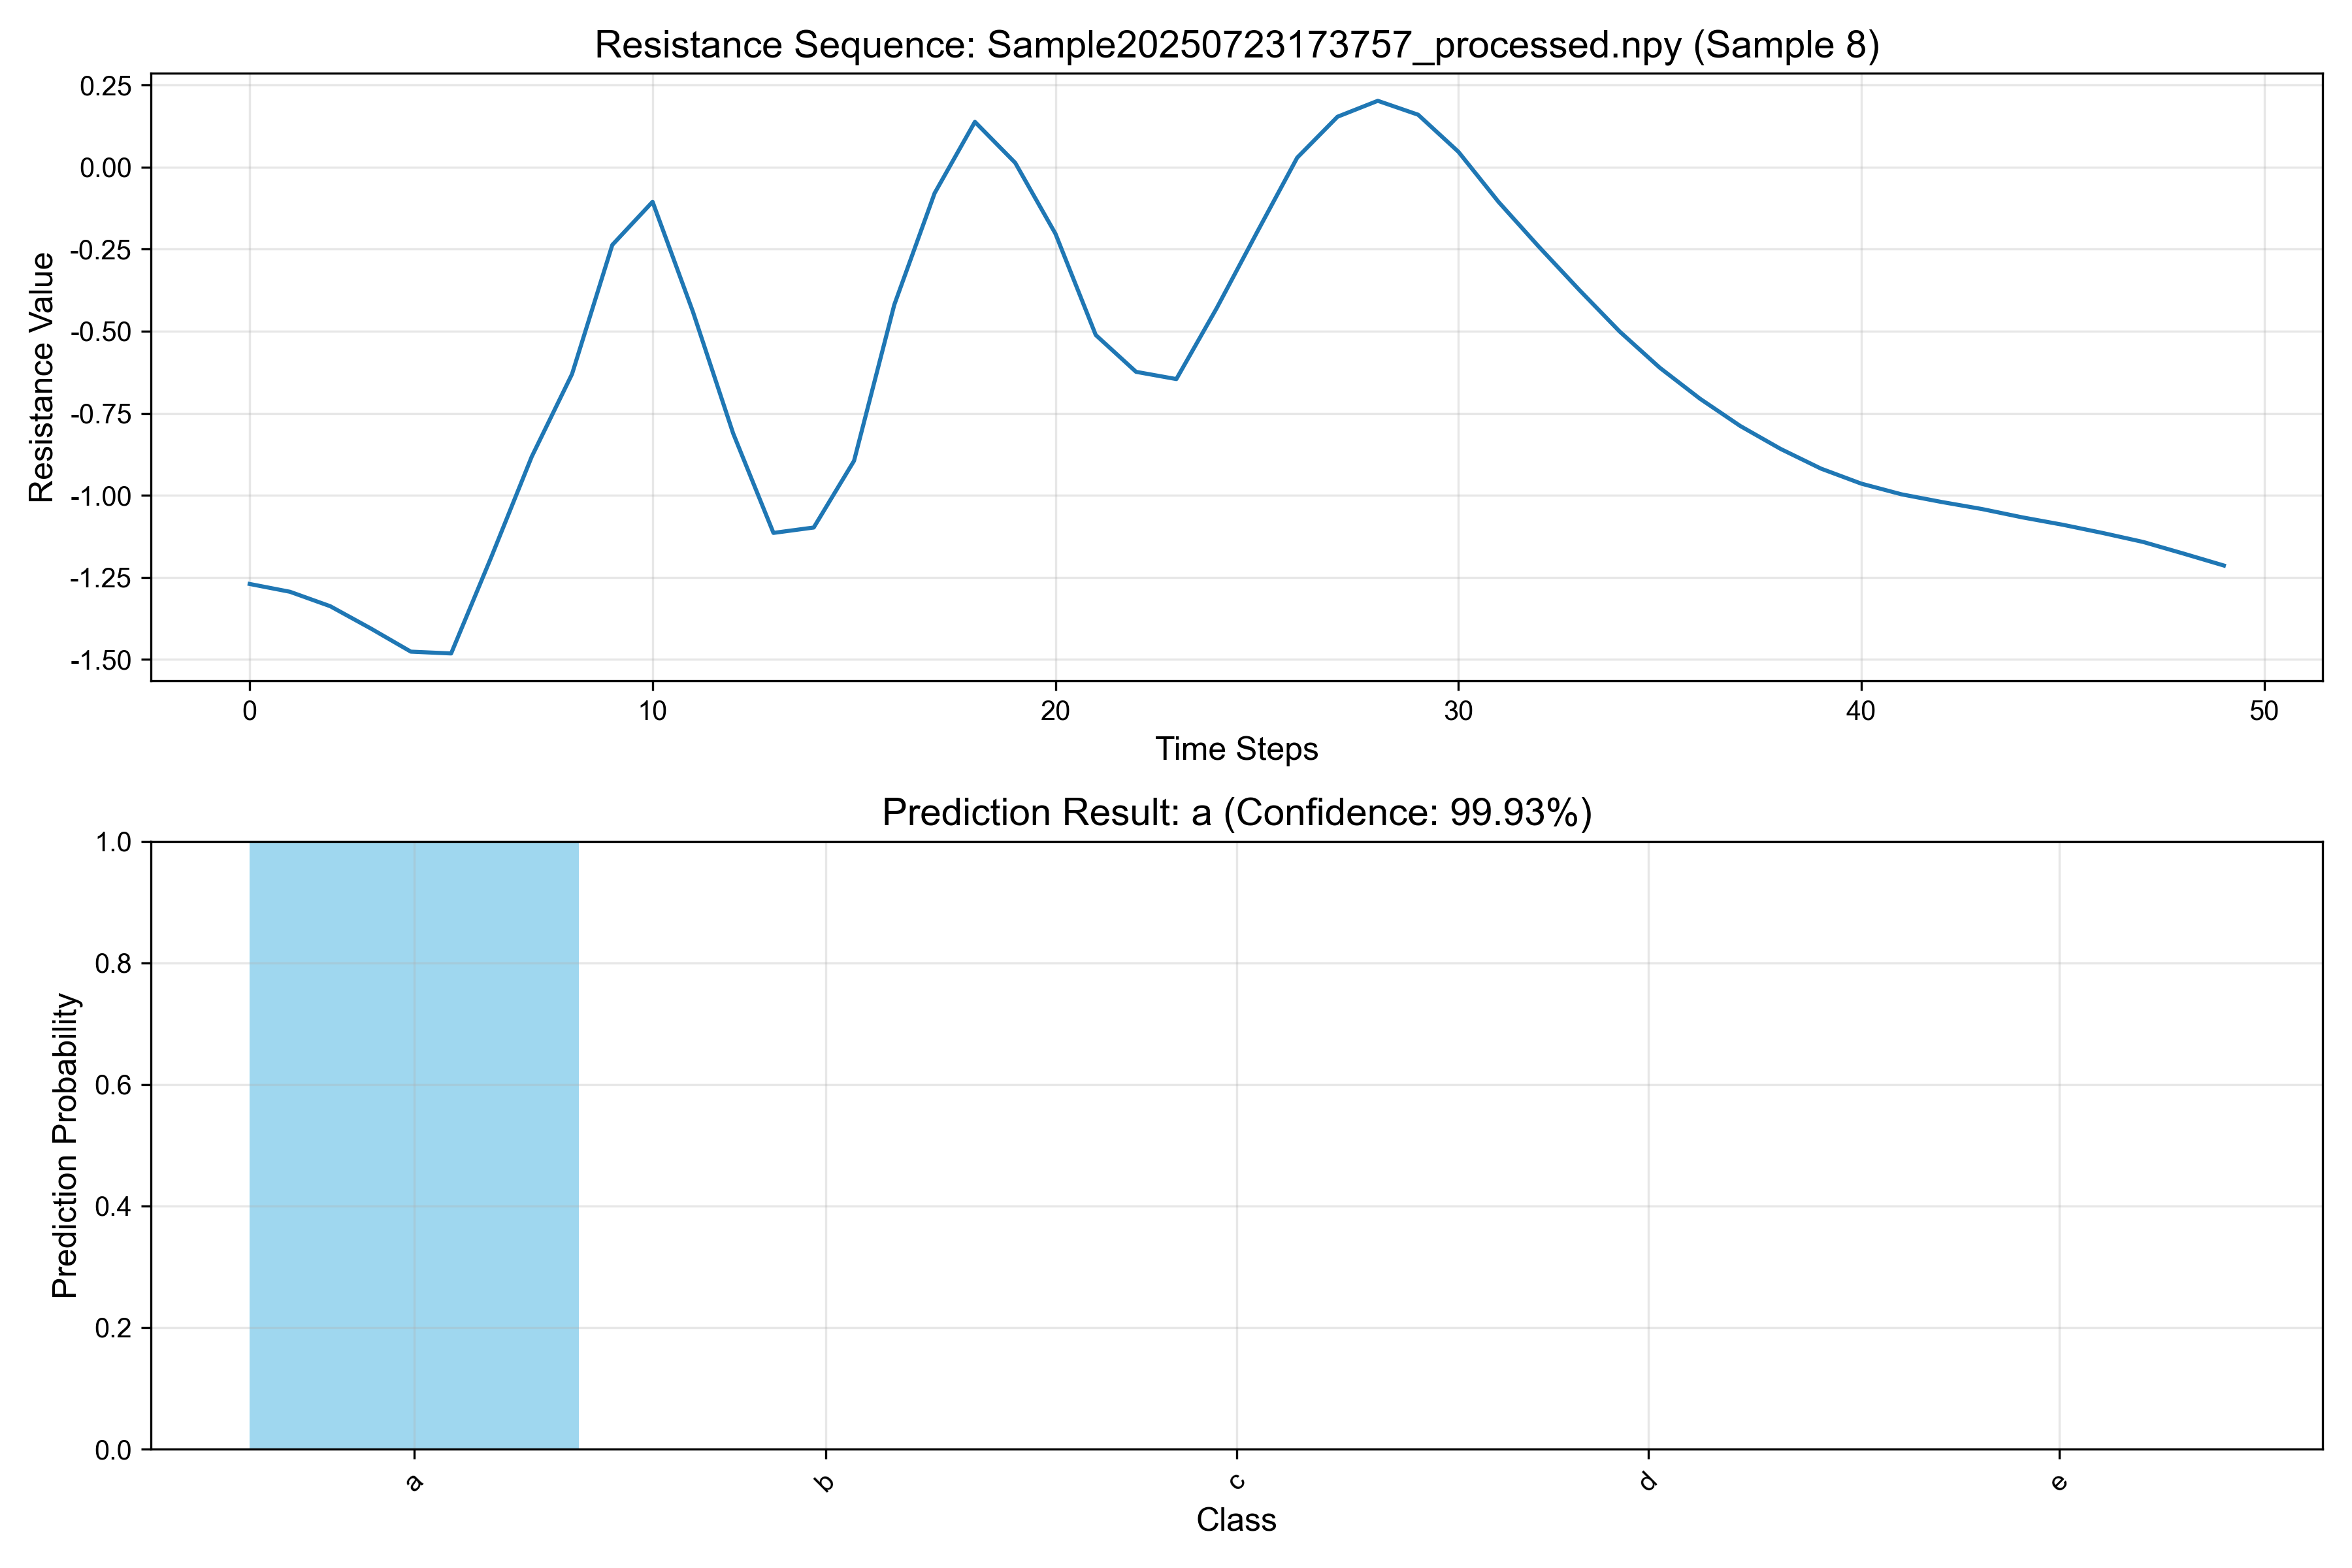 Resistance Sequence: Sample20250723173757_processed.npy (Sample 8)
Resistance Value
0.25
0.00
-0.25
-0.50
-0.75
-1.00
-1.25
-1.50
0 10 20 30 40 50
Time Steps
Prediction Result: a (Confidence: 99.93%)
Prediction Probability
1.0
0.8
0.6
0.4
0.2
0.0
a b c d e
Class